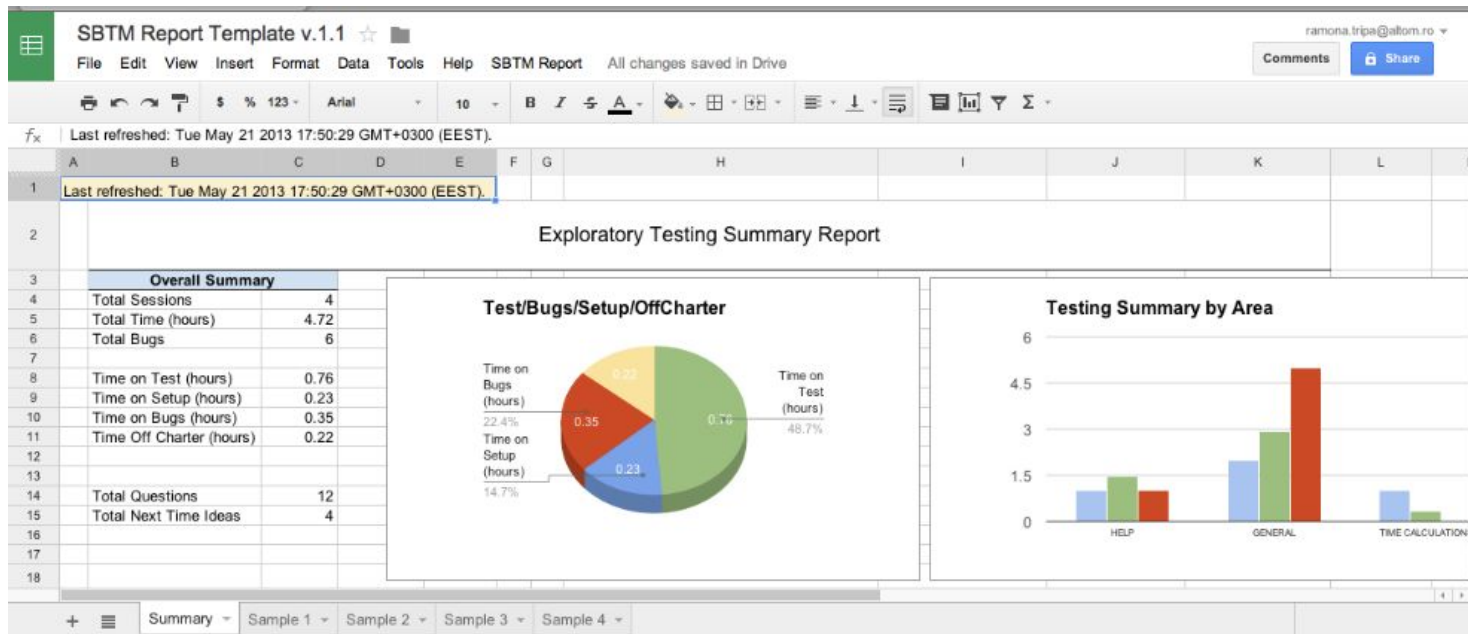 SBTM Report Template v.1.1
ramona.tripa@altom.ro
File Edit View Insert Format Data Tools Help SBTM Report All changes saved in Drive
Comments Share
$ % 123 Arial 10 B I S A Σ
fx Last refreshed: Tue May 21 2013 17:50:29 GMT+0300 (EEST).
A B C D E F G H I J K L
1 Last refreshed: Tue May 21 2013 17:50:29 GMT+0300 (EEST).
2 Exploratory Testing Summary Report
3 Overall Summary
4 Total Sessions 4
5 Total Time (hours) 4.72
6 Total Bugs 6
7
8 Time on Test (hours) 0.76
9 Time on Setup (hours) 0.23
10 Time on Bugs (hours) 0.35
11 Time Off Charter (hours) 0.22
12
13
14 Total Questions 12
15 Total Next Time Ideas 4
16
17
18
Test/Bugs/Setup/OffCharter
Time on
Bugs
(hours)
22.4%
Time on
Setup
(hours)
14.7%
0.22
0.35
0.23
0.76
Time on
Test
(hours)
48.7%
Testing Summary by Area
6
4.5
3
1.5
0
HELP GENERAL TIME CALCULATION
+ Summary Sample 1 Sample 2 Sample 3 Sample 4